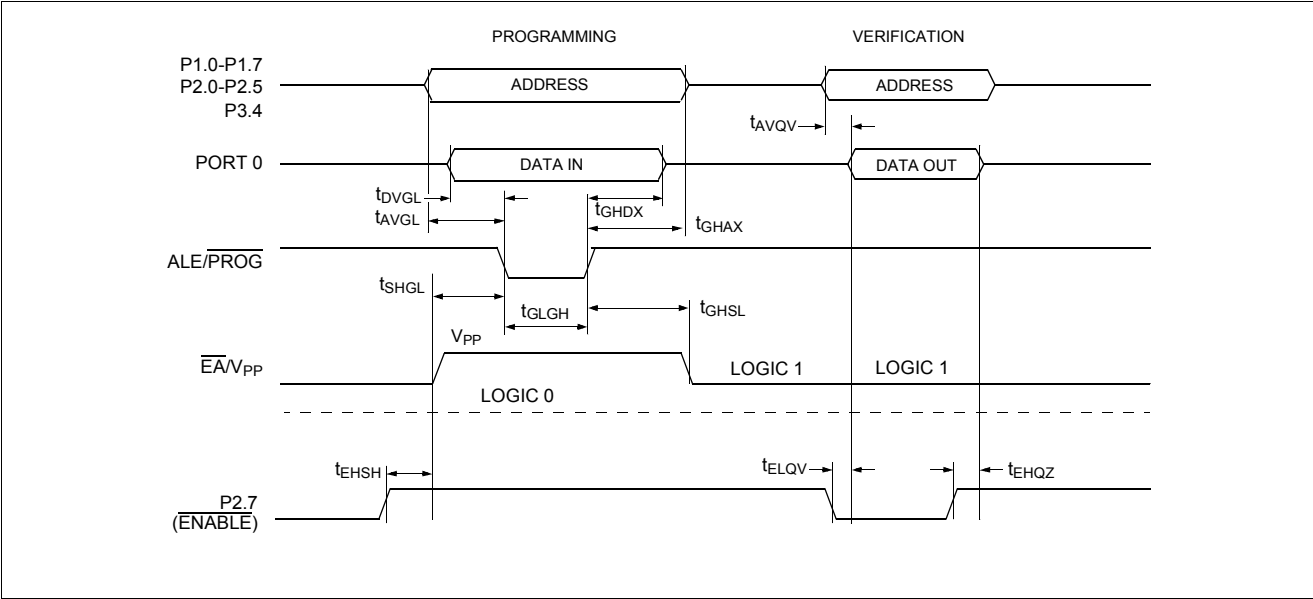 PROGRAMMING VERIFICATION
P1.0-P1.7
P2.0-P2.5
P3.4
ADDRESS ADDRESS
tAVQV
PORT 0 DATA IN DATA OUT
tDVGL
tAVGL
tGHDX
tGHAX
ALE/PROG
tSHGL
tGLGH
tGHSL
VPP
EA/VPP
LOGIC 1 LOGIC 1
LOGIC 0
tEHSH
tELQV
tEHQZ
P2.7
(ENABLE)